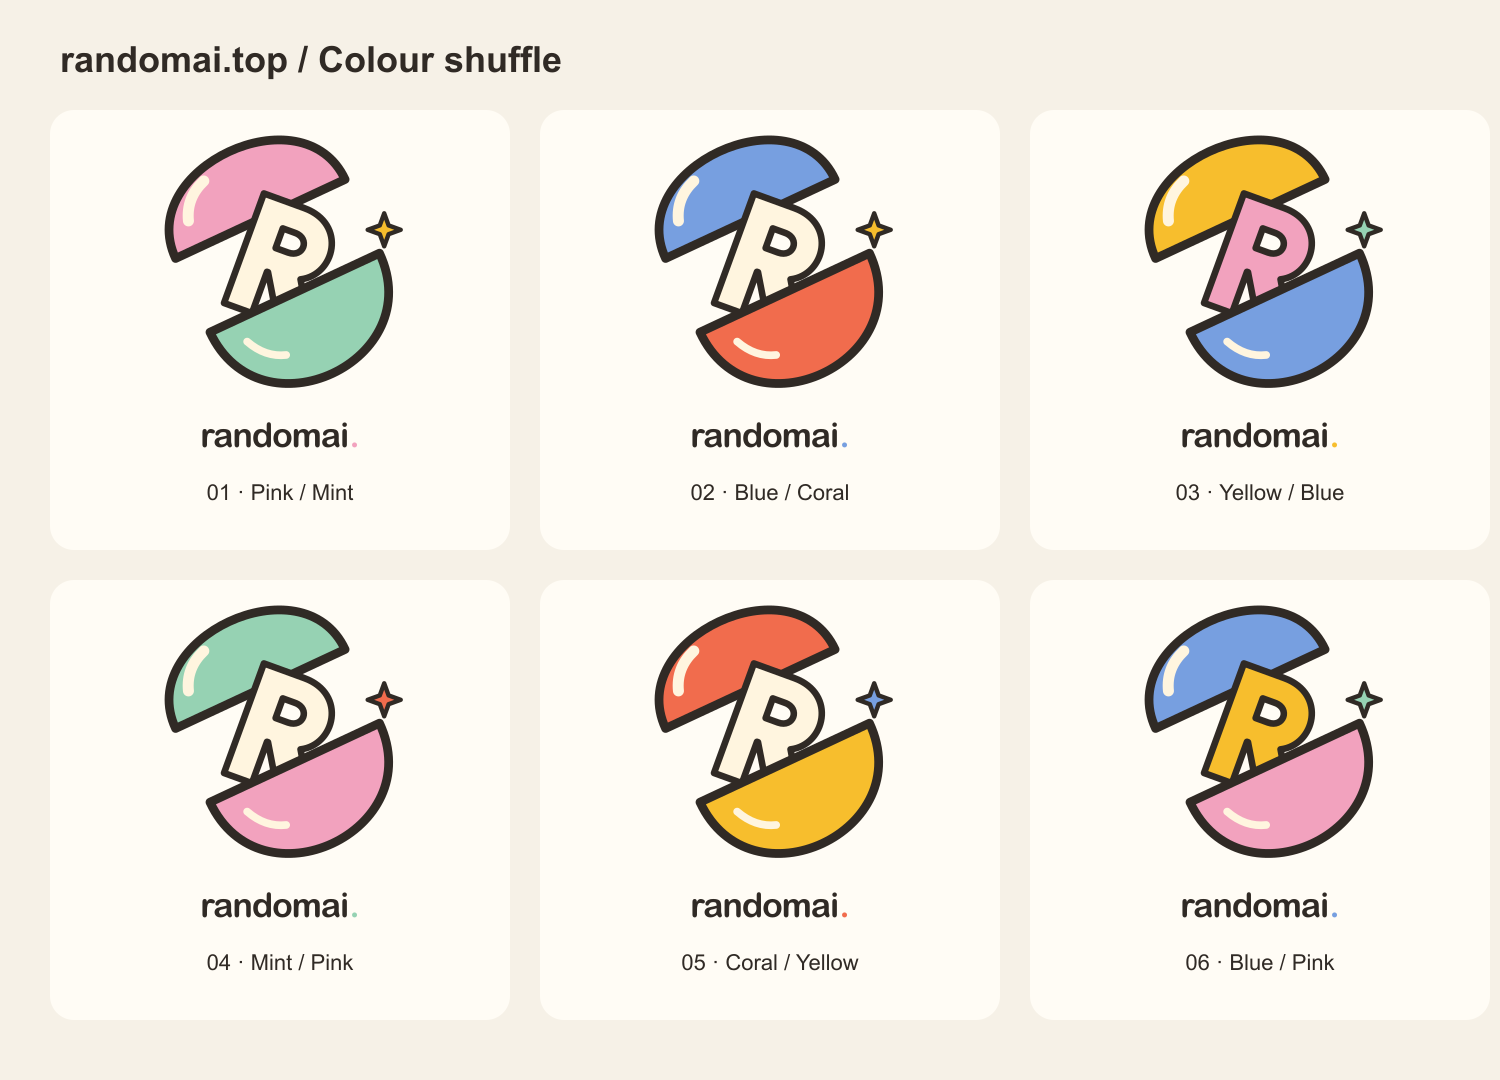 randomai.top / Colour shuffle
R
R
R
randomai.
randomai.
randomai.
01 · Pink / Mint
02 · Blue / Coral
03 · Yellow / Blue
R
R
R
randomai.
randomai.
randomai.
04 · Mint / Pink
05 · Coral / Yellow
06 · Blue / Pink